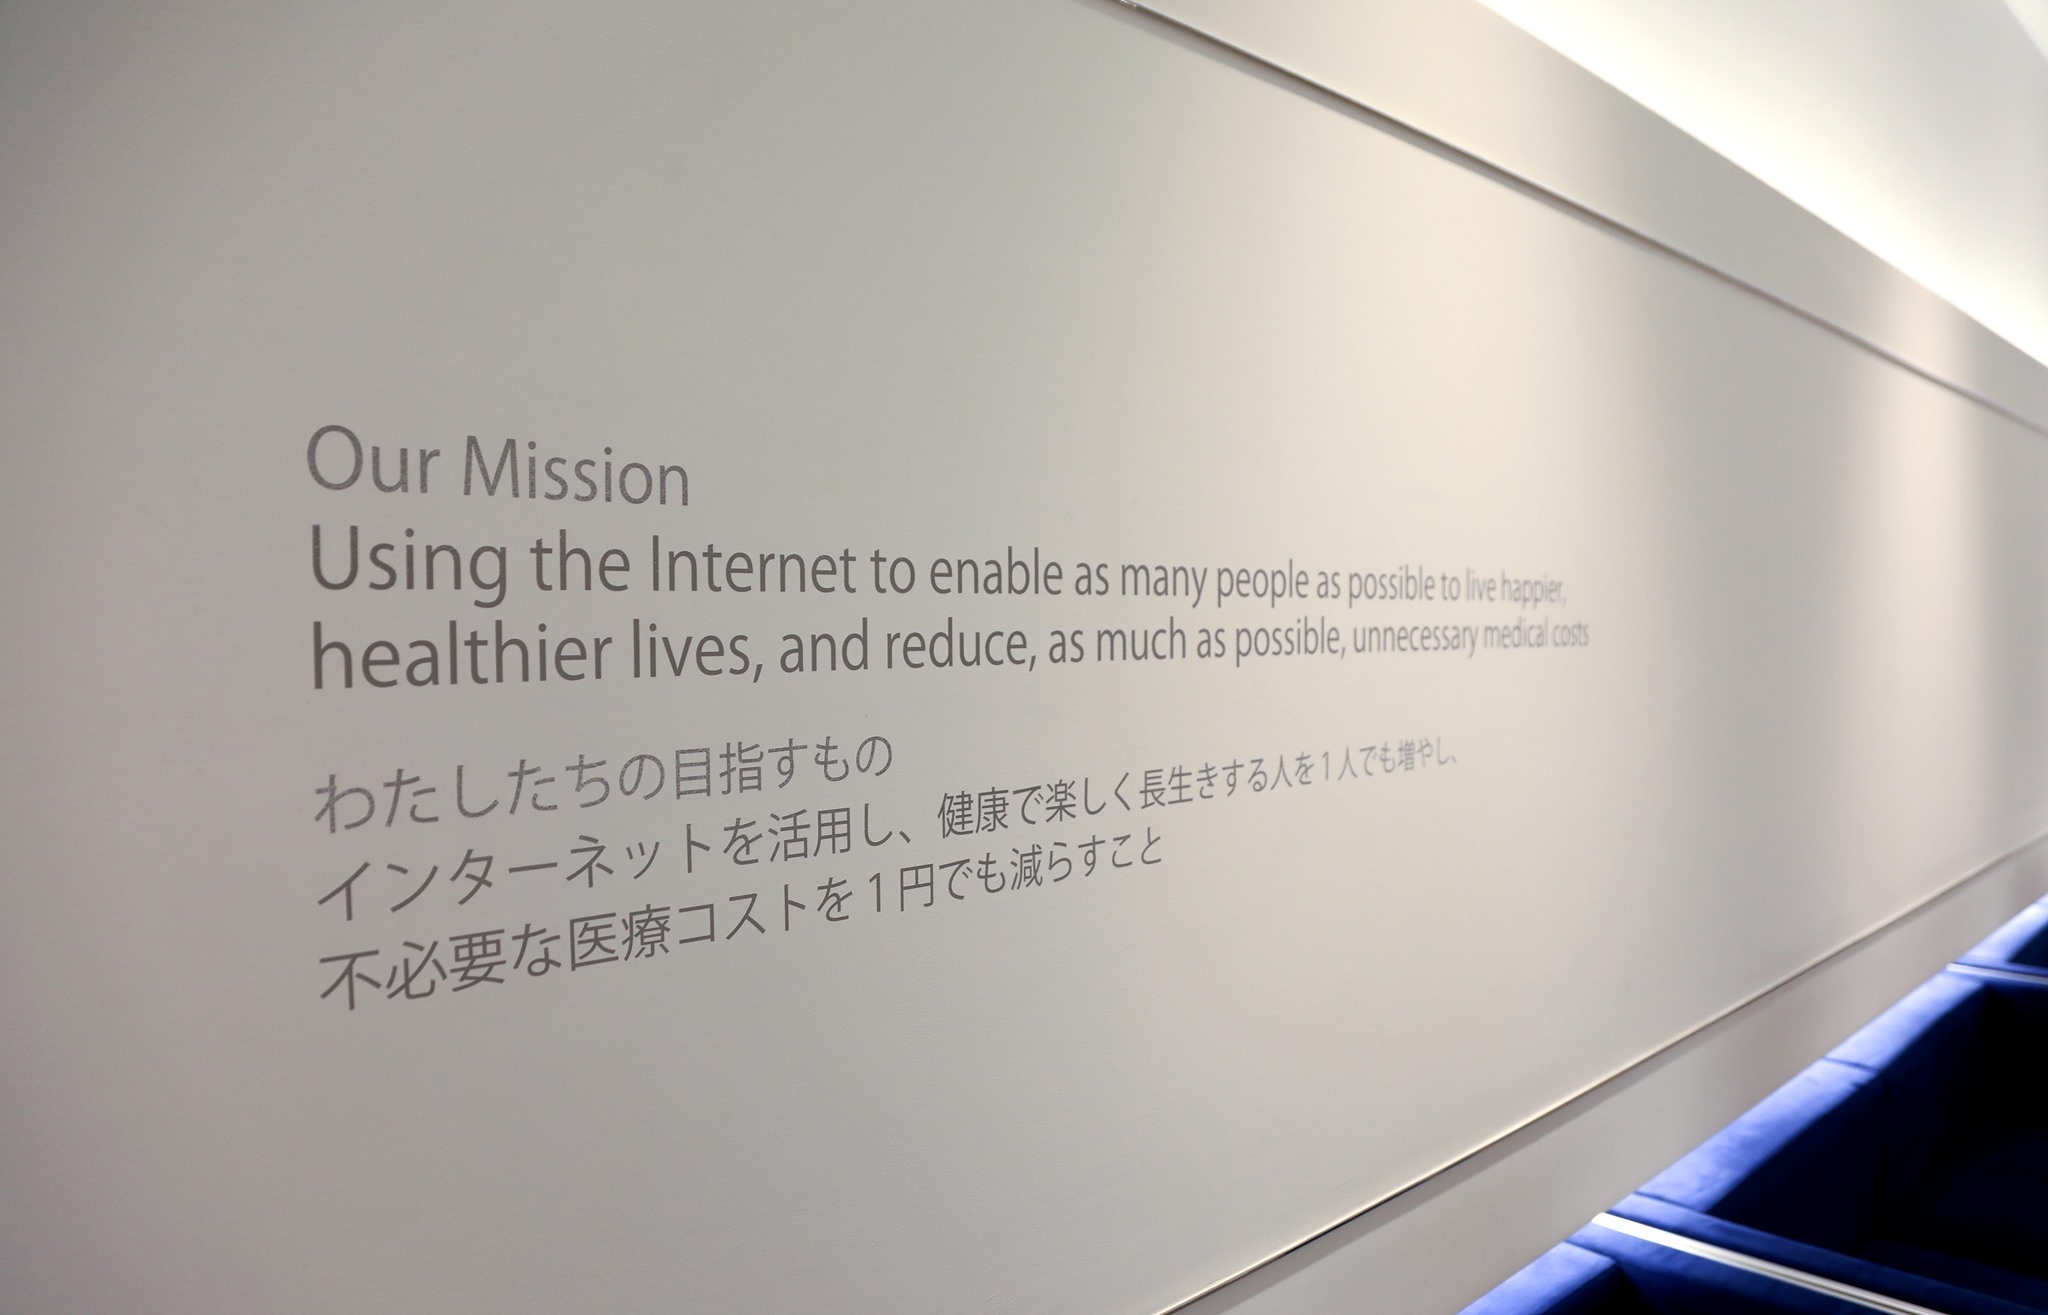 Our Mission
Using the Internet to enable as many people as possible to live happier,
healthier lives, and reduce, as much as possible, unnecessary medical costs
わたしたちの目指すもの
インターネットを活用し、健康で楽しく長生きする人を1人でも増やし、
不必要な医療コストを1円でも減らすこと